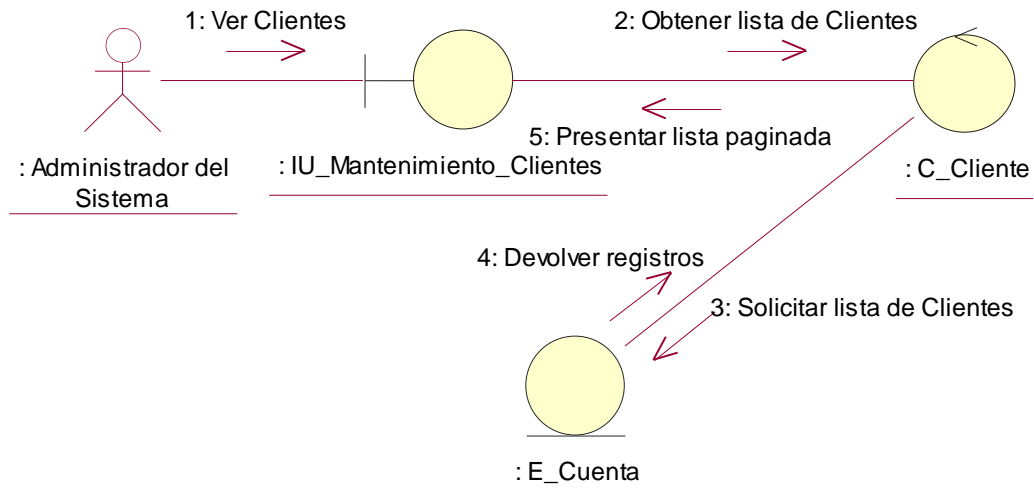 1: Ver Clientes
2: Obtener lista de Clientes
5: Presentar lista paginada
: Administrador del
Sistema
: IU_Mantenimiento_Clientes
: C_Cliente
4: Devolver registros
3: Solicitar lista de Clientes
: E_Cuenta